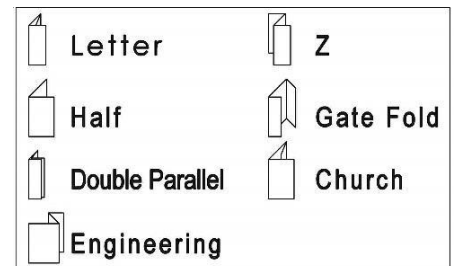 Letter
Z
Half
Gate Fold
Double Parallel
Church
Engineering